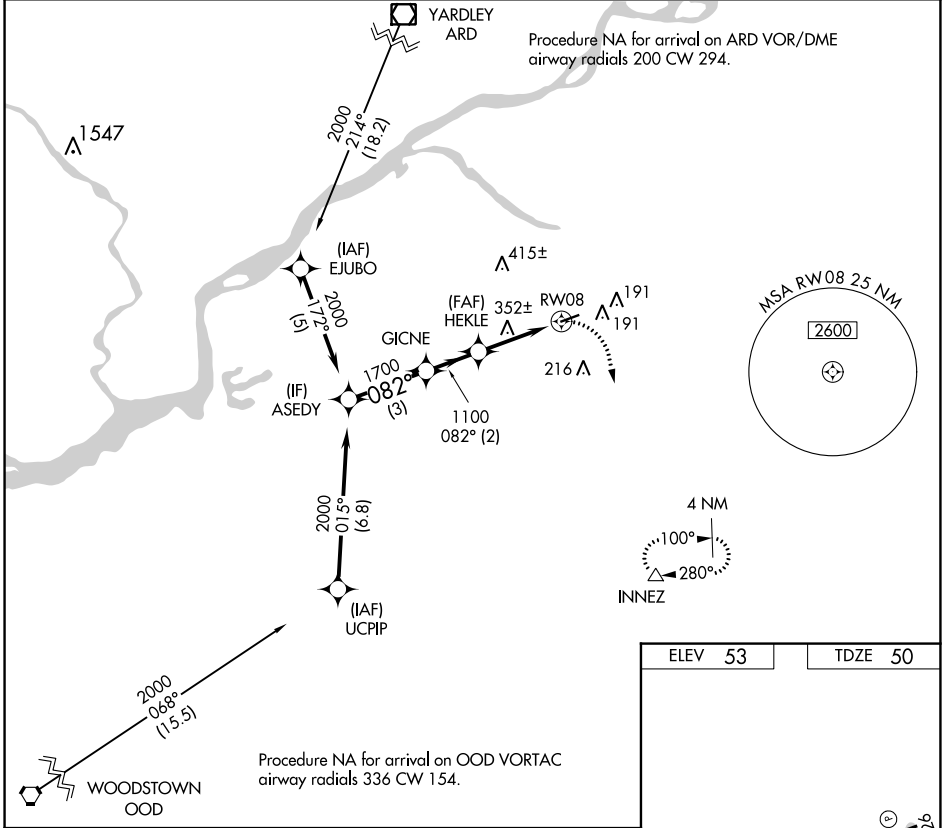 YARDLEY
ARD
Procedure NA for arrival on ARD VOR/DME
airway radials 200 CW 294.
1547
2000
214°
(18.2)
(IAF)
EJUBO
2000
172°
(5)
415±
(FAF)
HEKLE
352±
RW08
191
191
216
GICNE
(IF)
ASEDY
1700
082°
(3)
1100
082° (2)
MSA RW08 25 NM
2600
2000
015°
(6.8)
4 NM
100°
280°
INNEZ
(IAF)
UCPIP
2000
068°
(15.5)
WOODSTOWN
OOD
Procedure NA for arrival on OOD VORTAC
airway radials 336 CW 154.
ELEV 53
TDZE 50
P
26